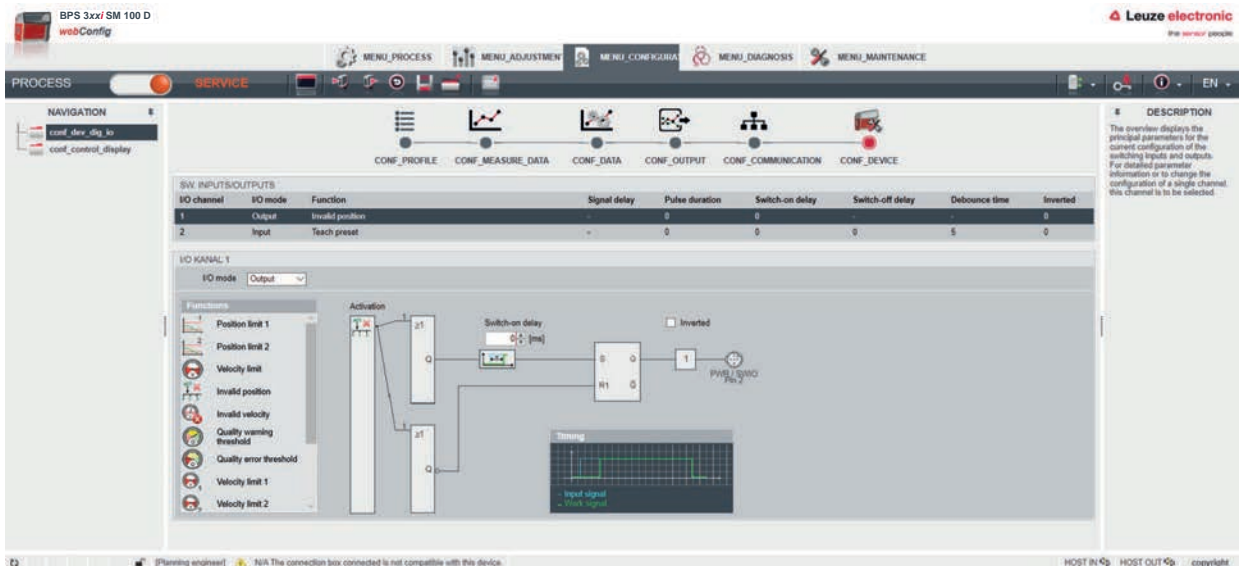 BPS 3xxi SM 100 D
webConfig
Leuze electronic
the sensor people
MENU_PROCESS
MENU_ADJUSTMEN
MENU_CONFIGURA
MENU_DIAGNOSIS
MENU_MAINTENANCE
PROCESS
SERVICE
EN
NAVIGATION
conf_dev_dig_io
conf_control_display
CONF_PROFILE
CONF_MEASURE_DATA
CONF_DATA
CONF_OUTPUT
CONF_COMMUNICATION
CONF_DEVICE
DESCRIPTION
The overview displays the
principal parameters for the
current configuration of the
switching inputs and outputs.
For detailed parameter
information or to change the
configuration of a single channel,
this channel is to be selected.
SW. INPUTS/OUTPUTS
I/O channel I/O mode Function Signal delay Pulse duration Switch-on delay Switch-off delay Debounce time Inverted
1 Output Invalid position - 0 0 - - 0
2 Input Teach preset - 0 0 0 5 0
I/O KANAL 1
I/O mode Output
Functions
Position limit 1
Position limit 2
Velocity limit
Invalid position
Invalid velocity
Quality warning
threshold
Quality error threshold
Velocity limit 1
Velocity limit 2
Activation
1
≥1
Q
Switch-on delay
0 [ms]
S Q
R1 Q̅
Inverted
1
PWR / SWIO
Pin 2
1
≥1
Q
Timing
- Input signal
- Work signal
[Planning engineer]
N/A The connection box connected is not compatible with this device.
HOST IN
HOST OUT
copyright